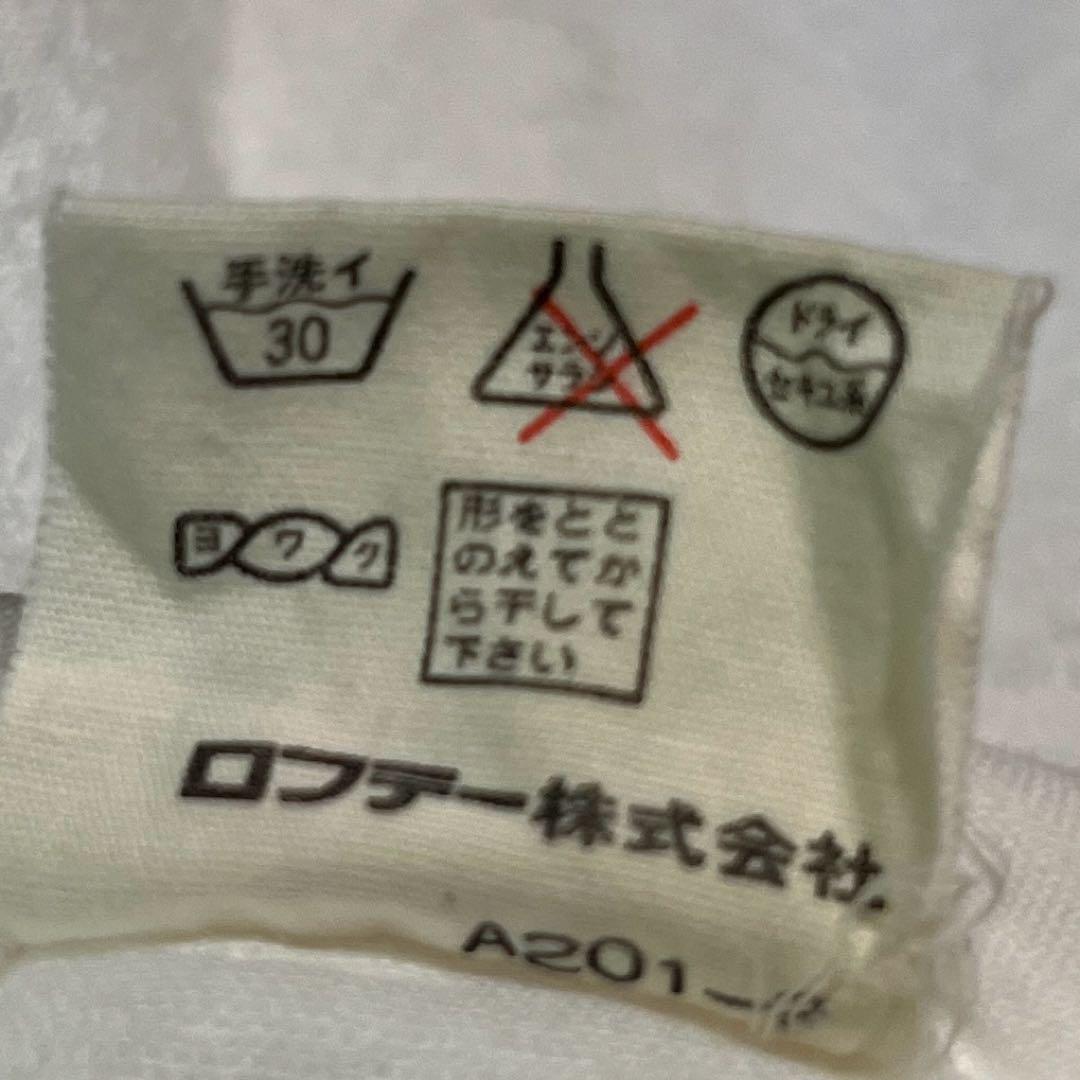 手洗イ
30
エンソ
サラシ
ドライ
セキユ系
ヨワク
形をとと
のえてか
ら干して
下さい
ロフテー株式会社
A201-